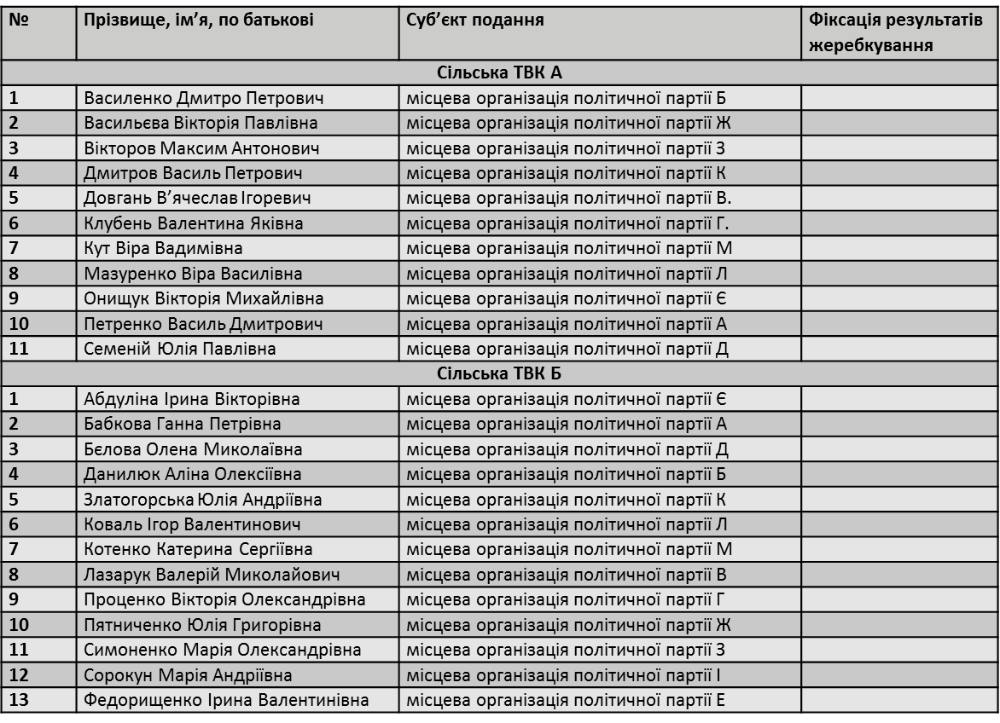 № Прізвище, ім’я, по батькові Суб’єкт подання Фіксація результатів
жеребкування
Сільська ТВК А
1 Василенко Дмитро Петрович місцева організація політичної партії Б
2 Васильєва Вікторія Павлівна місцева організація політичної партії Ж
3 Вікторов Максим Антонович місцева організація політичної партії З
4 Дмитров Василь Петрович місцева організація політичної партії К
5 Довгань В’ячеслав Ігоревич місцева організація політичної партії В.
6 Клубень Валентина Яківна місцева організація політичної партії Г.
7 Кут Віра Вадимівна місцева організація політичної партії М
8 Мазуренко Віра Василівна місцева організація політичної партії Л
9 Онищук Вікторія Михайлівна місцева організація політичної партії Є
10 Петренко Василь Дмитрович місцева організація політичної партії А
11 Семеній Юлія Павлівна місцева організація політичної партії Д
Сільська ТВК Б
1 Абдуліна Ірина Вікторівна місцева організація політичної партії Є
2 Бабкова Ганна Петрівна місцева організація політичної партії А
3 Бєлова Олена Миколаївна місцева організація політичної партії Д
4 Данилюк Аліна Олексіївна місцева організація політичної партії Б
5 Златогорська Юлія Андріївна місцева організація політичної партії К
6 Коваль Ігор Валентинович місцева організація політичної партії Л
7 Котенко Катерина Сергіївна місцева організація політичної партії М
8 Лазарук Валерій Миколайович місцева організація політичної партії В
9 Проценко Вікторія Олександрівна місцева організація політичної партії Г
10 Пятниченко Юлія Григорівна місцева організація політичної партії Ж
11 Симоненко Марія Олександрівна місцева організація політичної партії З
12 Сорокун Марія Андріївна місцева організація політичної партії І
13 Федорищенко Ірина Валентинівна місцева організація політичної партії Е